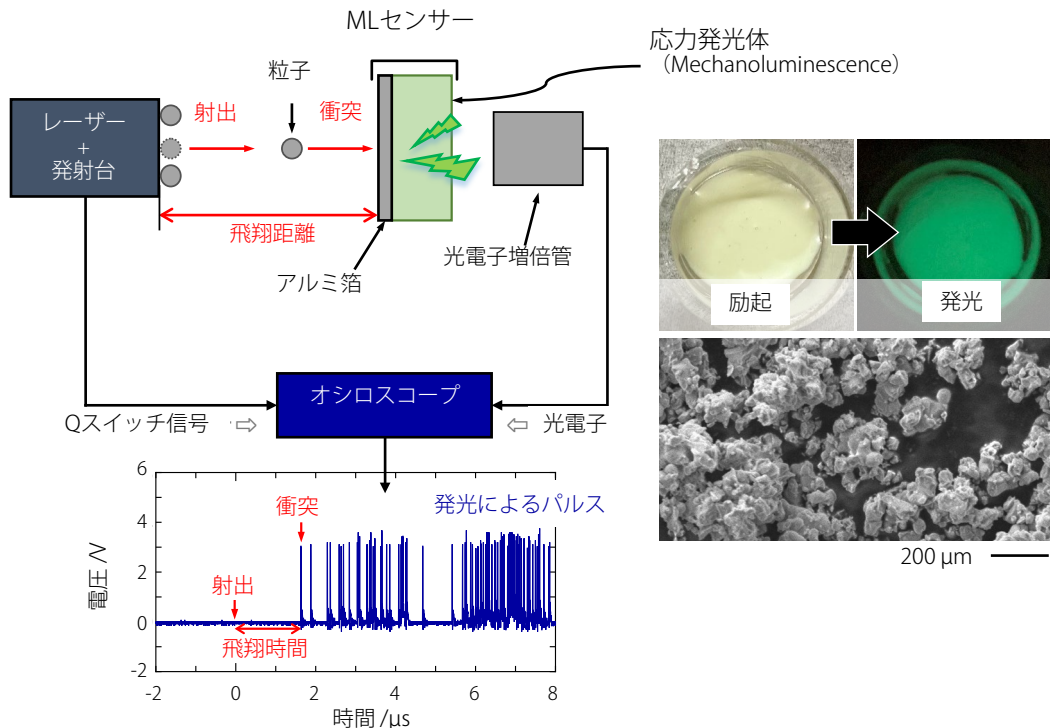 MLセンサー
応力発光体
（Mechanoluminescence）
粒子
レーザー
+
発射台
射出
衝突
飛翔距離
アルミ箔
光電子増倍管
励起
発光
オシロスコープ
Qスイッチ信号
光電子
発光によるパルス
衝突
射出
飛翔時間
電圧 /V
6
4
2
0
-2
-2
0
2
4
6
8
時間 /μs
200 μm